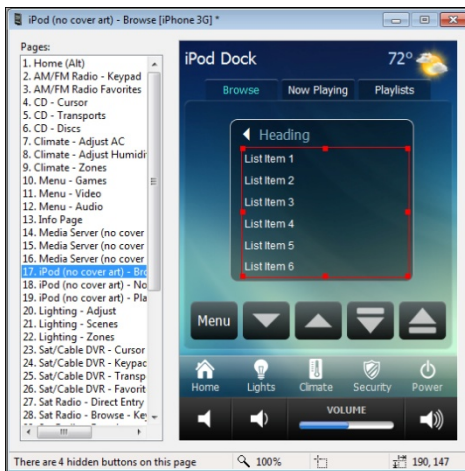 iPod (no cover art) - Browse [iPhone 3G] *
Pages:
1. Home (Alt)
2. AM/FM Radio - Keypad
3. AM/FM Radio Favorites
4. CD - Cursor
5. CD - Transports
6. CD - Discs
7. Climate - Adjust AC
8. Climate - Adjust Humidi
9. Climate - Zones
10. Menu - Games
11. Menu - Video
12. Menu - Audio
13. Info Page
14. Media Server (no cover
15. Media Server (no cover
16. Media Server (no cover
17. iPod (no cover art) - Bro
18. iPod (no cover art) - No
19. iPod (no cover art) - Pla
20. Lighting - Adjust
21. Lighting - Scenes
22. Lighting - Zones
23. Sat/Cable DVR - Cursor
24. Sat/Cable DVR - Keypac
25. Sat/Cable DVR - Transp
26. Sat/Cable DVR - Favorit
27. Sat Radio - Direct Entry
28. Sat Radio - Browse - Key
iPod Dock
72°
Browse Now Playing Playlists
Heading
List Item 1
List Item 2
List Item 3
List Item 4
List Item 5
List Item 6
Menu
Home Lights Climate Security Power
VOLUME
There are 4 hidden buttons on this page
100%
190, 147